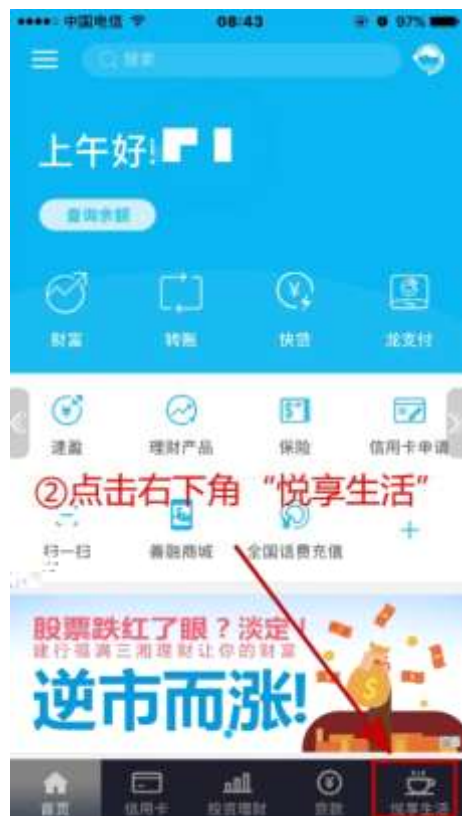 中国电信 08:43 97%
搜索
上午好!
查询余额
财富 转账 快贷 龙支付
速盈 理财产品 保险 信用卡申请
②点击右下角“悦享生活”
扫一扫 善融商城 全国话费充值
股票跌红了眼？淡定！
建行福满三湘理财让你的财富
逆市而涨!
首页 信用卡 投资理财 贷款 悦享生活